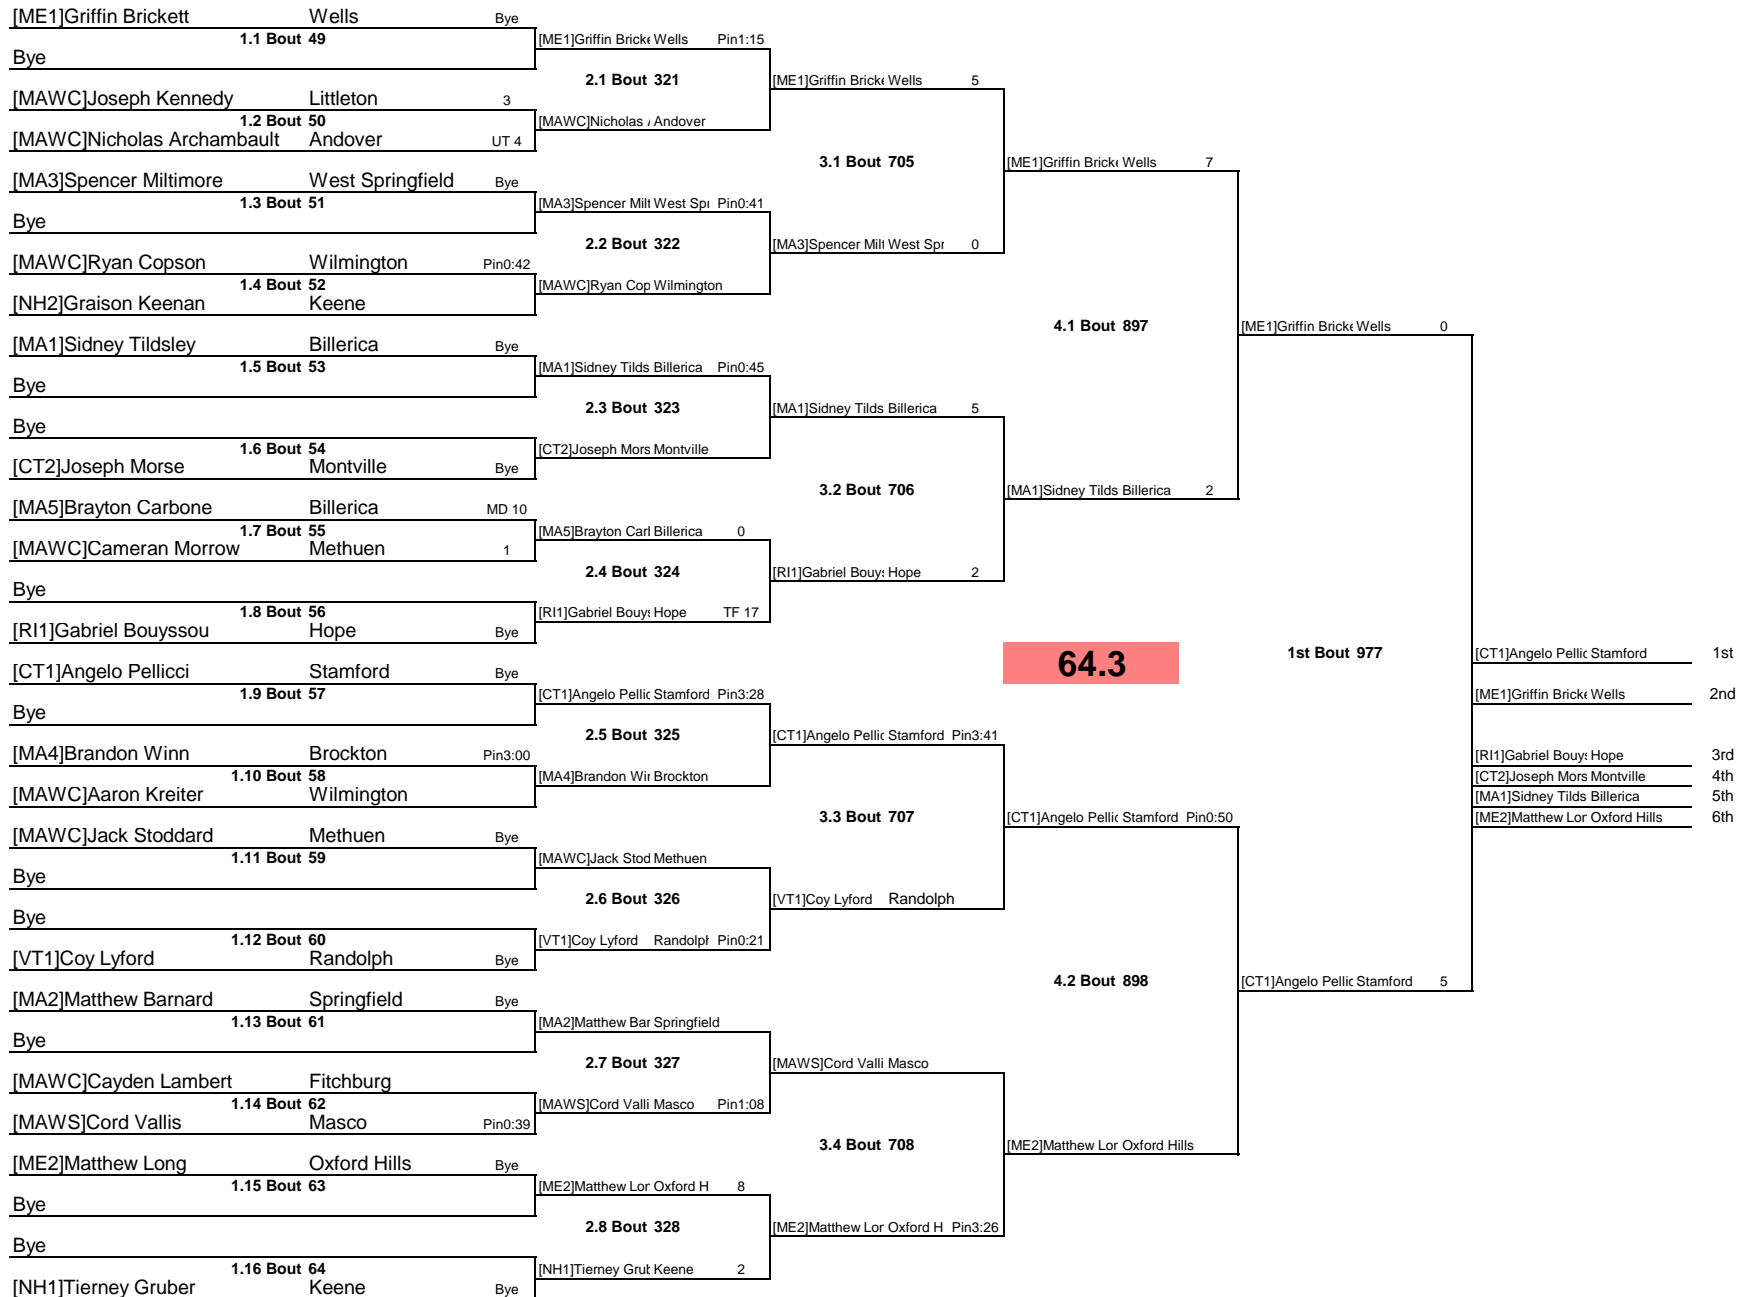 [ME1]Griffin Brickett Wells Bye
1.1 Bout 49
Bye
[MAWC]Joseph Kennedy Littleton 3
1.2 Bout 50
[MAWC]Nicholas Archambault Andover UT 4
[MA3]Spencer Miltimore West Springfield Bye
1.3 Bout 51
Bye
[MAWC]Ryan Copson Wilmington Pin0:42
1.4 Bout 52
[NH2]Graison Keenan Keene
[MA1]Sidney Tildsley Billerica Bye
1.5 Bout 53
Bye
Bye
1.6 Bout 54
[CT2]Joseph Morse Montville Bye
[MA5]Brayton Carbone Billerica MD 10
1.7 Bout 55
[MAWC]Cameran Morrow Methuen 1
Bye
1.8 Bout 56
[RI1]Gabriel Bouyssou Hope Bye
[CT1]Angelo Pellicci Stamford Bye
1.9 Bout 57
Bye
[MA4]Brandon Winn Brockton Pin3:00
1.10 Bout 58
[MAWC]Aaron Kreiter Wilmington
[MAWC]Jack Stoddard Methuen Bye
1.11 Bout 59
Bye
Bye
1.12 Bout 60
[VT1]Coy Lyford Randolph Bye
[MA2]Matthew Barnard Springfield Bye
1.13 Bout 61
Bye
[MAWC]Cayden Lambert Fitchburg
1.14 Bout 62
[MAWS]Cord Vallis Masco Pin0:39
[ME2]Matthew Long Oxford Hills Bye
1.15 Bout 63
Bye
Bye
1.16 Bout 64
[NH1]Tierney Gruber Keene Bye
[ME1]Griffin Bricke Wells Pin1:15
2.1 Bout 321
[MAWC]Nicholas Andover
[MA3]Spencer Milt West Spr Pin0:41
2.2 Bout 322
[MAWC]Ryan Cop Wilmington
[MA1]Sidney Tilds Billerica Pin0:45
2.3 Bout 323
[CT2]Joseph Mors Montville
[MA5]Brayton Carl Billerica 0
2.4 Bout 324
[RI1]Gabriel Bouys Hope TF 17
[CT1]Angelo Pellic Stamford Pin3:28
2.5 Bout 325
[MA4]Brandon Wir Brockton
[MAWC]Jack Stod Methuen
2.6 Bout 326
[VT1]Coy Lyford Randolph Pin0:21
[MA2]Matthew Bar Springfield
2.7 Bout 327
[MAWS]Cord Valli Masco Pin1:08
[ME2]Matthew Lor Oxford H 8
2.8 Bout 328
[NH1]Tierney Grut Keene 2
[ME1]Griffin Bricke Wells 5
3.1 Bout 705
[MA3]Spencer Milt West Spr 0
[MA1]Sidney Tilds Billerica 5
3.2 Bout 706
[RI1]Gabriel Bouys Hope 2
[CT1]Angelo Pellic Stamford Pin3:41
3.3 Bout 707
[VT1]Coy Lyford Randolph
[MAWS]Cord Valli Masco
3.4 Bout 708
[ME2]Matthew Lor Oxford H Pin3:26
[ME1]Griffin Bricke Wells 7
4.1 Bout 897
[MA1]Sidney Tilds Billerica 2
64.3
[CT1]Angelo Pellic Stamford Pin0:50
4.2 Bout 898
[ME2]Matthew Lor Oxford Hills
[ME1]Griffin Bricke Wells 0
1st Bout 977
[CT1]Angelo Pellic Stamford 5
[CT1]Angelo Pellic Stamford 1st
[ME1]Griffin Bricke Wells 2nd
[RI1]Gabriel Bouys Hope 3rd
[CT2]Joseph Mors Montville 4th
[MA1]Sidney Tilds Billerica 5th
[ME2]Matthew Lor Oxford Hills 6th